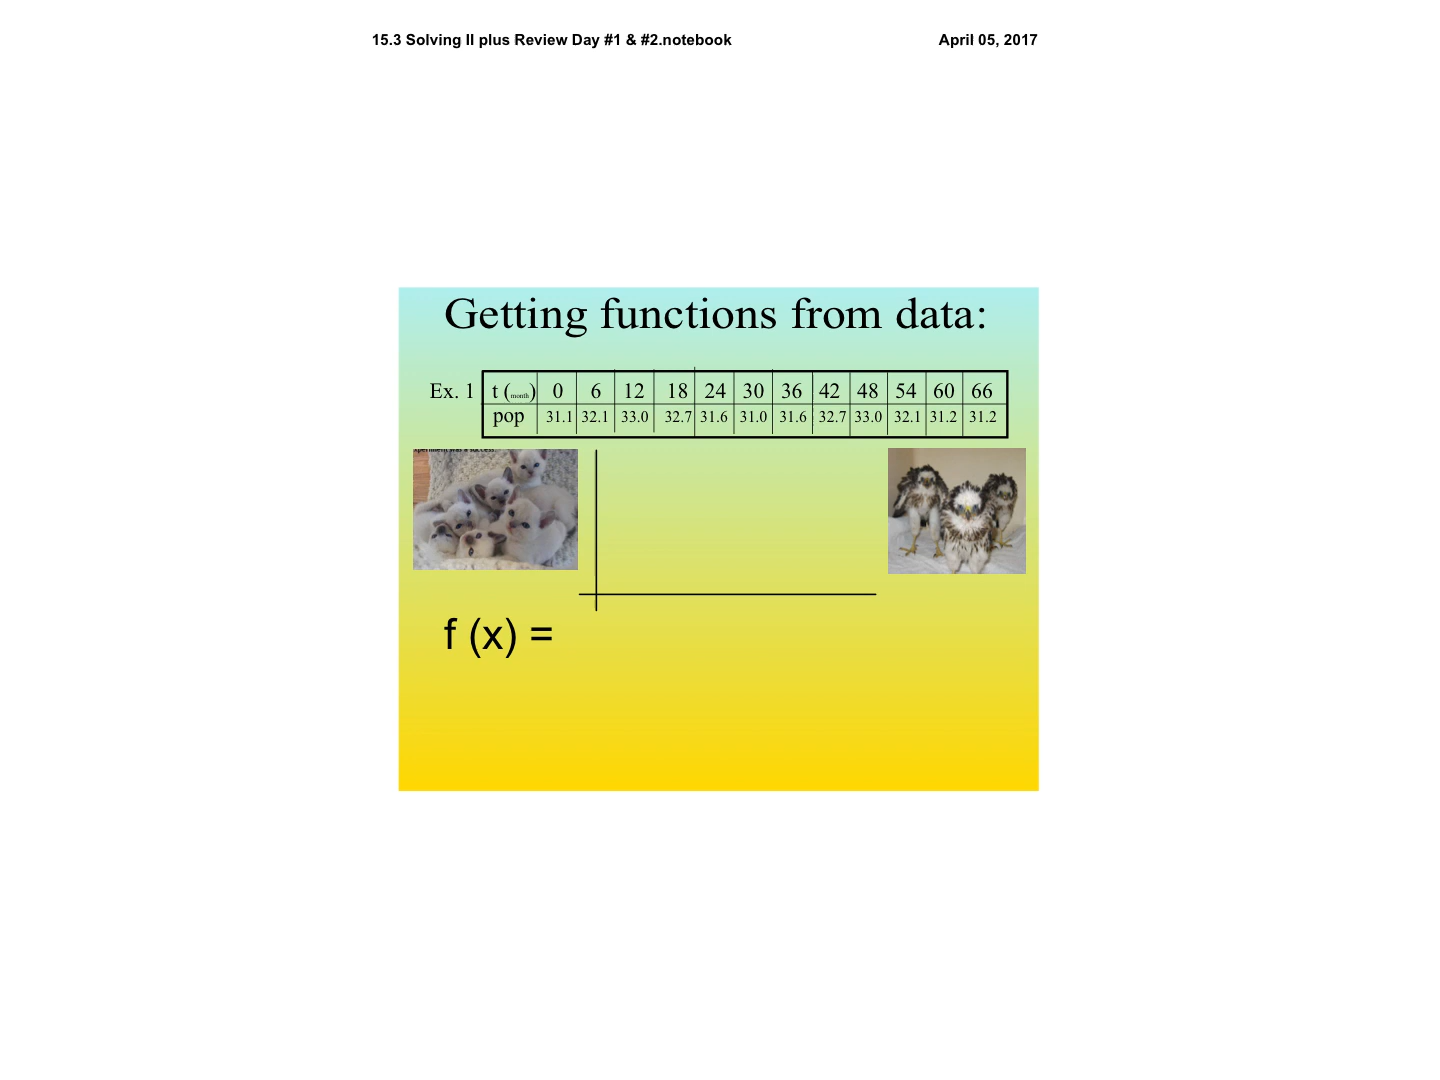 15.3 Solving II plus Review Day #1 & #2.notebook April 05, 2017
Getting functions from data:
Ex. 1 t (month) 0 6 12 18 24 30 36 42 48 54 60 66
pop 31.1 32.1 33.0 32.7 31.6 31.0 31.6 32.7 33.0 32.1 31.2 31.2
was a success.
f (x) =